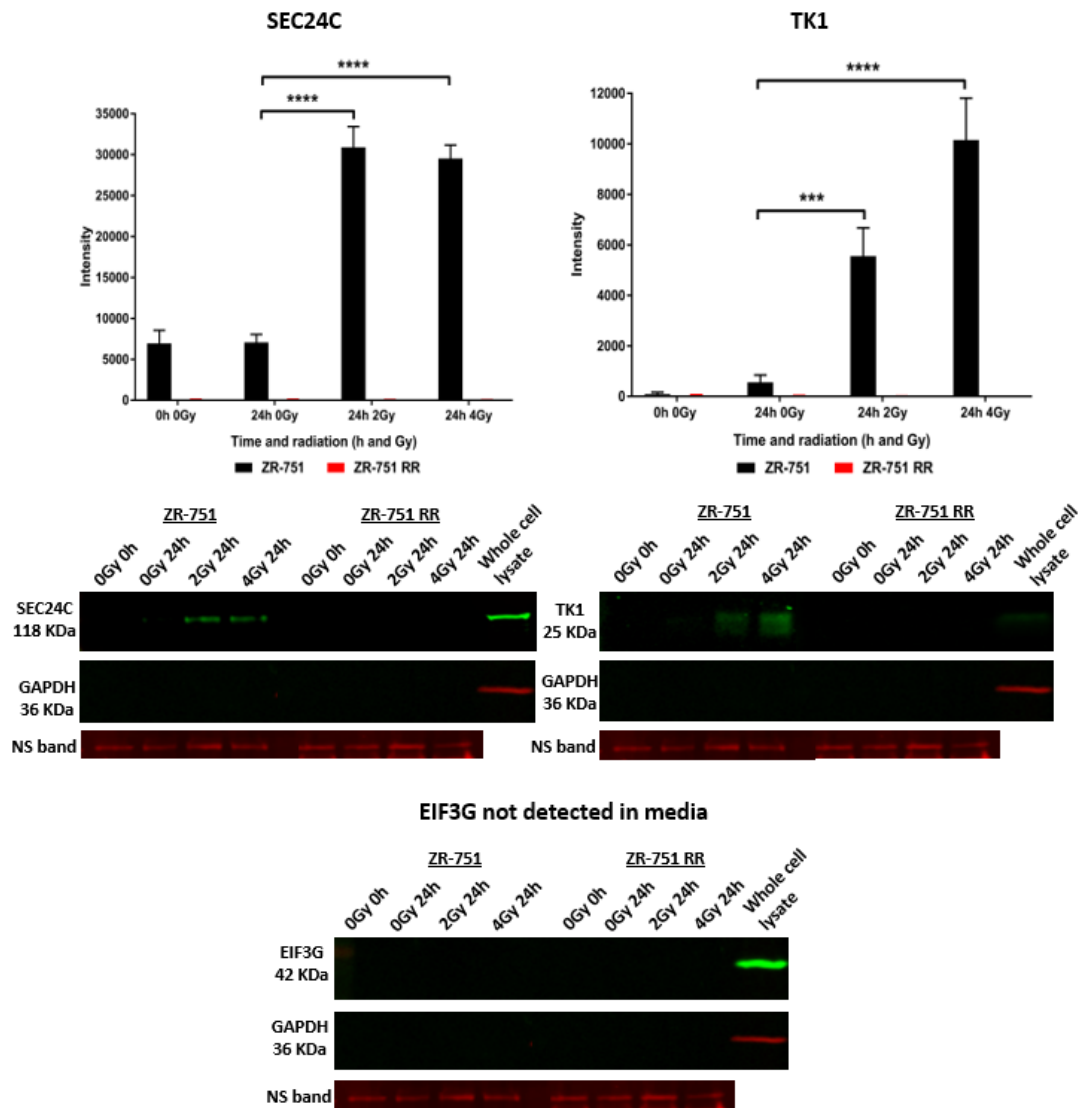 SEC24C
****
****
35000
30000
25000
20000
15000
10000
5000
0
Intensity
0h 0Gy 24h 0Gy 24h 2Gy 24h 4Gy
Time and radiation (h and Gy)
ZR-751 ZR-751 RR
TK1
****
***
12000
10000
8000
6000
4000
2000
0
Intensity
0h 0Gy 24h 0Gy 24h 2Gy 24h 4Gy
Time and radiation (h and Gy)
ZR-751 ZR-751 RR
ZR-751 ZR-751 RR
0Gy 0h 0Gy 24h 2Gy 24h 4Gy 24h 0Gy 0h 0Gy 24h 2Gy 24h 4Gy 24h Whole cell lysate
SEC24C
118 KDa
GAPDH
36 KDa
NS band
ZR-751 ZR-751 RR
0Gy 0h 0Gy 24h 2Gy 24h 4Gy 24h 0Gy 0h 0Gy 24h 2Gy 24h 4Gy 24h Whole cell lysate
TK1
25 KDa
GAPDH
36 KDa
NS band
EIF3G not detected in media
ZR-751 ZR-751 RR
0Gy 0h 0Gy 24h 2Gy 24h 4Gy 24h 0Gy 0h 0Gy 24h 2Gy 24h 4Gy 24h Whole cell lysate
EIF3G
42 KDa
GAPDH
36 KDa
NS band